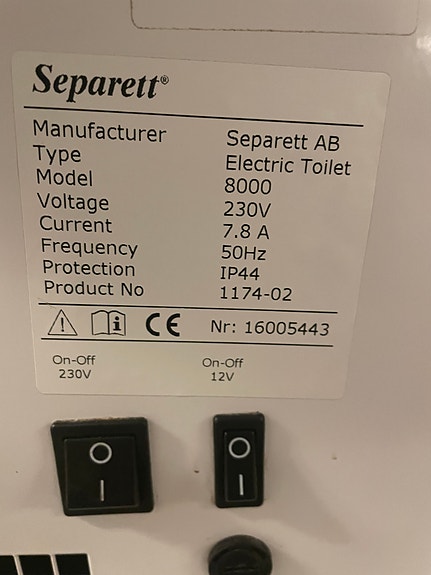 Separett®
Manufacturer Separett AB
Type Electric Toilet
Model 8000
Voltage 230V
Current 7.8 A
Frequency 50Hz
Protection IP44
Product No 1174-02
CE Nr: 16005443
On-Off On-Off
230V 12V